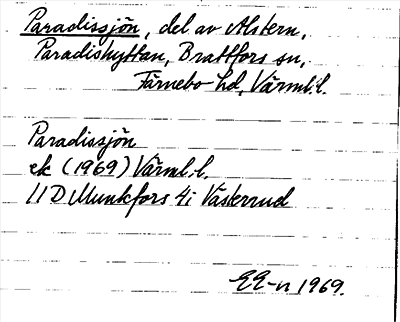 Paradissjön, del av Alstern,
Paradishyttan, Brattfors sn,
Färnebo hd, Värml. l.
Paradissjön
ek (1969) Värml. l.
11 D Munkfors 4i Västerrud
EE-n 1969.